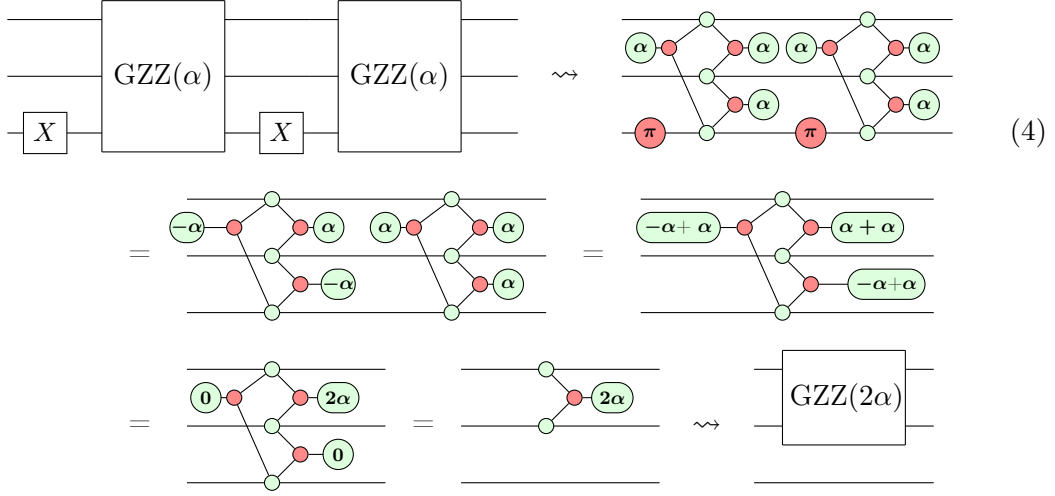 GZZ(α) GZZ(α) ⇝ α α α α
α α
X X π π (4)
= −α α α α = −α+ α α + α
−α α −α+α
= 0 2α = 2α ⇝ GZZ(2α)
0